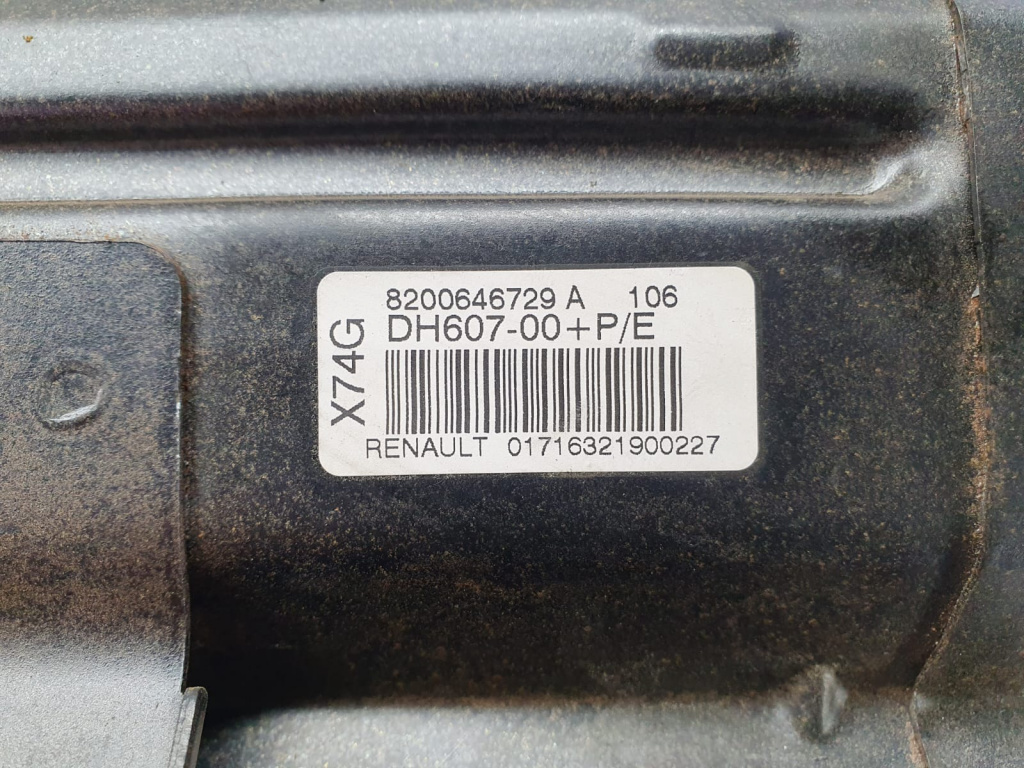 8200646729 A 106
DH607-00+P/E
X74G
RENAULT 01716321900227